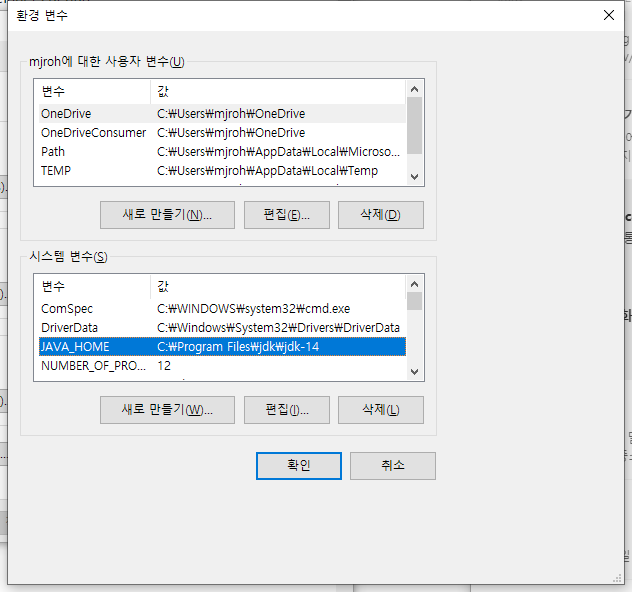 환경 변수
mjroh에 대한 사용자 변수(U)
변수 값
OneDrive C:₩Users₩mjroh₩OneDrive
OneDriveConsumer C:₩Users₩mjroh₩OneDrive
Path C:₩Users₩mjroh₩AppData₩Local₩Microso...
TEMP C:₩Users₩mjroh₩AppData₩Local₩Temp
새로 만들기(N)... 편집(E)... 삭제(D)
시스템 변수(S)
변수 값
ComSpec C:₩WINDOWS₩system32₩cmd.exe
DriverData C:₩Windows₩System32₩Drivers₩DriverData
JAVA_HOME C:₩Program Files₩jdk₩jdk-14
NUMBER_OF_PRO... 12
새로 만들기(W)... 편집(I)... 삭제(L)
확인 취소